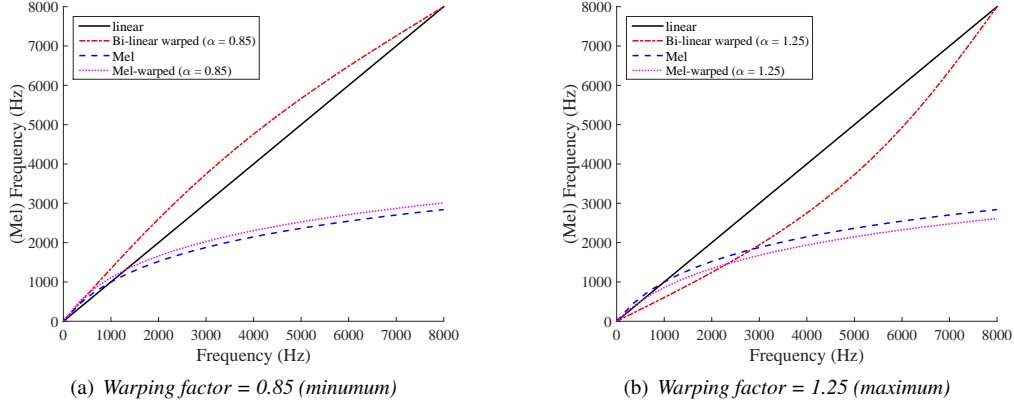 8000
7000
6000
5000
4000
3000
2000
1000
0
(Mel) Frequency (Hz)
linear
Bi-linear warped (α = 0.85)
Mel
Mel-warped (α = 0.85)
0 1000 2000 3000 4000 5000 6000 7000 8000
Frequency (Hz)
(a) Warping factor = 0.85 (minumum)
8000
7000
6000
5000
4000
3000
2000
1000
0
(Mel) Frequency (Hz)
linear
Bi-linear warped (α = 1.25)
Mel
Mel-warped (α = 1.25)
0 1000 2000 3000 4000 5000 6000 7000 8000
Frequency (Hz)
(b) Warping factor = 1.25 (maximum)